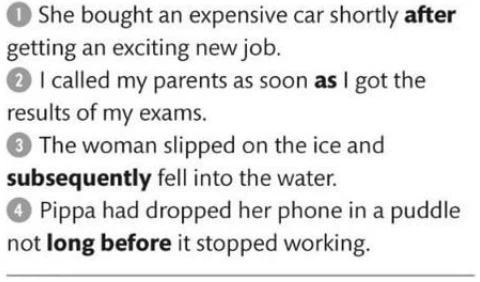 1 She bought an expensive car shortly after
getting an exciting new job.
2 I called my parents as soon as I got the
results of my exams.
3 The woman slipped on the ice and
subsequently fell into the water.
4 Pippa had dropped her phone in a puddle
not long before it stopped working.